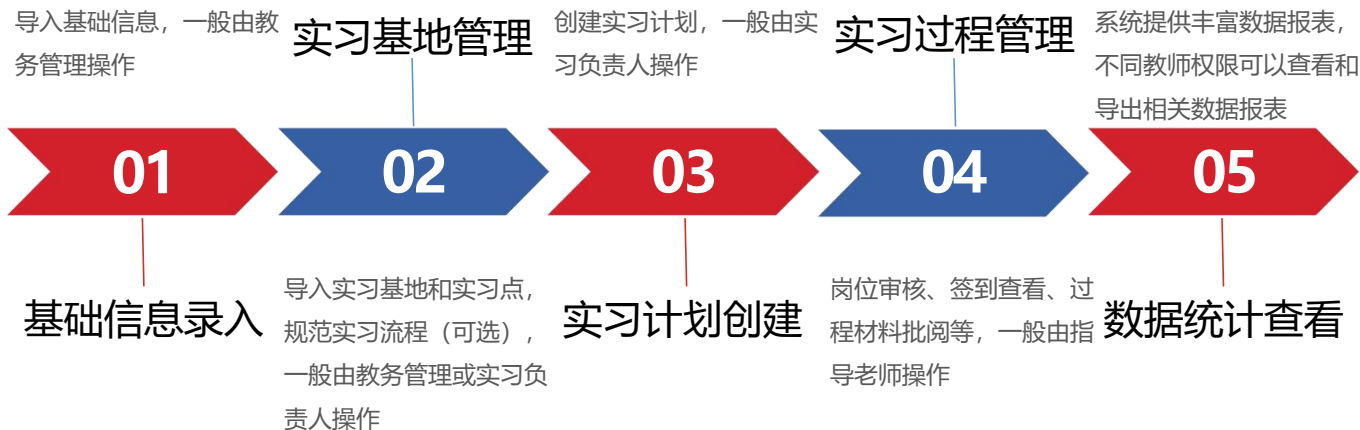 导入基础信息，一般由教
务管理操作
01
基础信息录入
实习基地管理
02
导入实习基地和实习点，
规范实习流程（可选），
一般由教务管理或实习负
责人操作
创建实习计划，一般由实
习负责人操作
03
实习计划创建
实习过程管理
04
岗位审核、签到查看、过
程材料批阅等，一般由指
导老师操作
系统提供丰富数据报表，
不同教师权限可以查看和
导出相关数据报表
05
数据统计查看